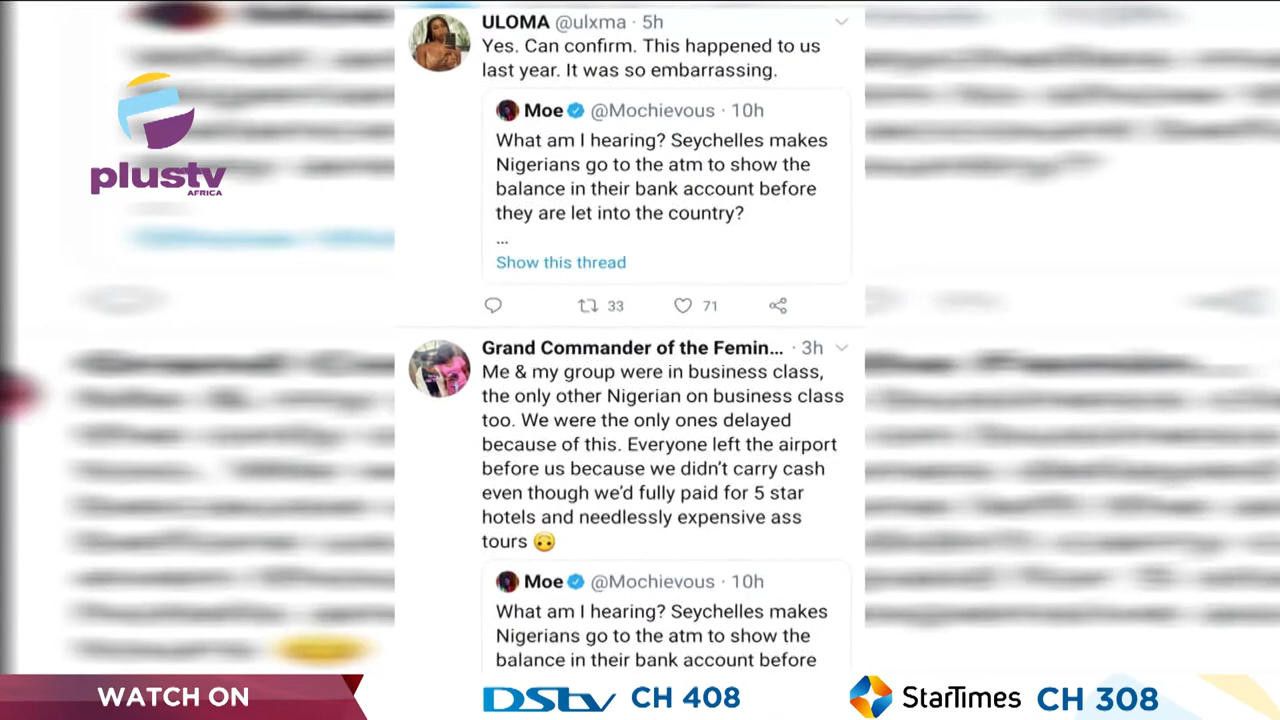 ULOMA @ulxma · 5h
Yes. Can confirm. This happened to us
last year. It was so embarrassing.
Moe @Mochievous · 10h
What am I hearing? Seychelles makes
Nigerians go to the atm to show the
balance in their bank account before
they are let into the country?
...
Show this thread
33 71
Grand Commander of the Femin... · 3h
Me & my group were in business class,
the only other Nigerian on business class
too. We were the only ones delayed
because of this. Everyone left the airport
before us because we didn’t carry cash
even though we’d fully paid for 5 star
hotels and needlessly expensive ass
tours 🙃
Moe @Mochievous · 10h
What am I hearing? Seychelles makes
Nigerians go to the atm to show the
balance in their bank account before
plustv
AFRICA
WATCH ON DStv CH 408 StarTimes CH 308